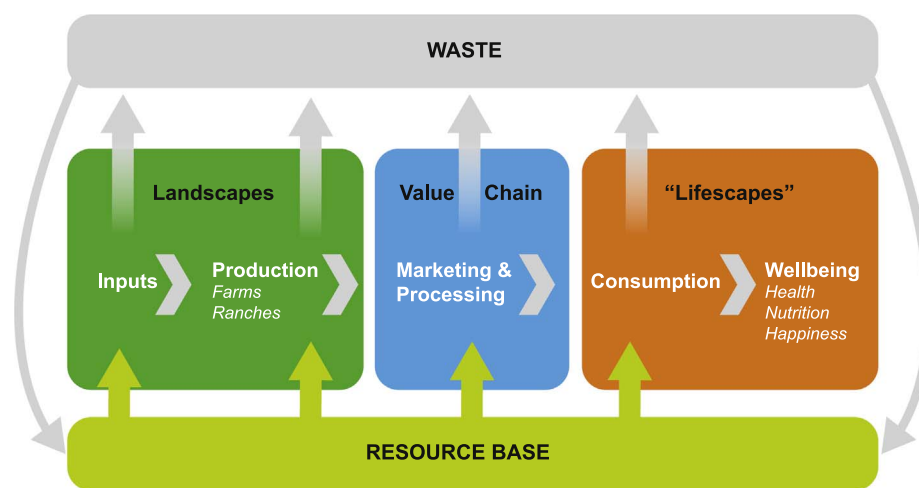 WASTE
Landscapes
Value Chain
“Lifescapes”
Inputs
Production
Farms
Ranches
Marketing &
Processing
Consumption
Wellbeing
Health
Nutrition
Happiness
RESOURCE BASE